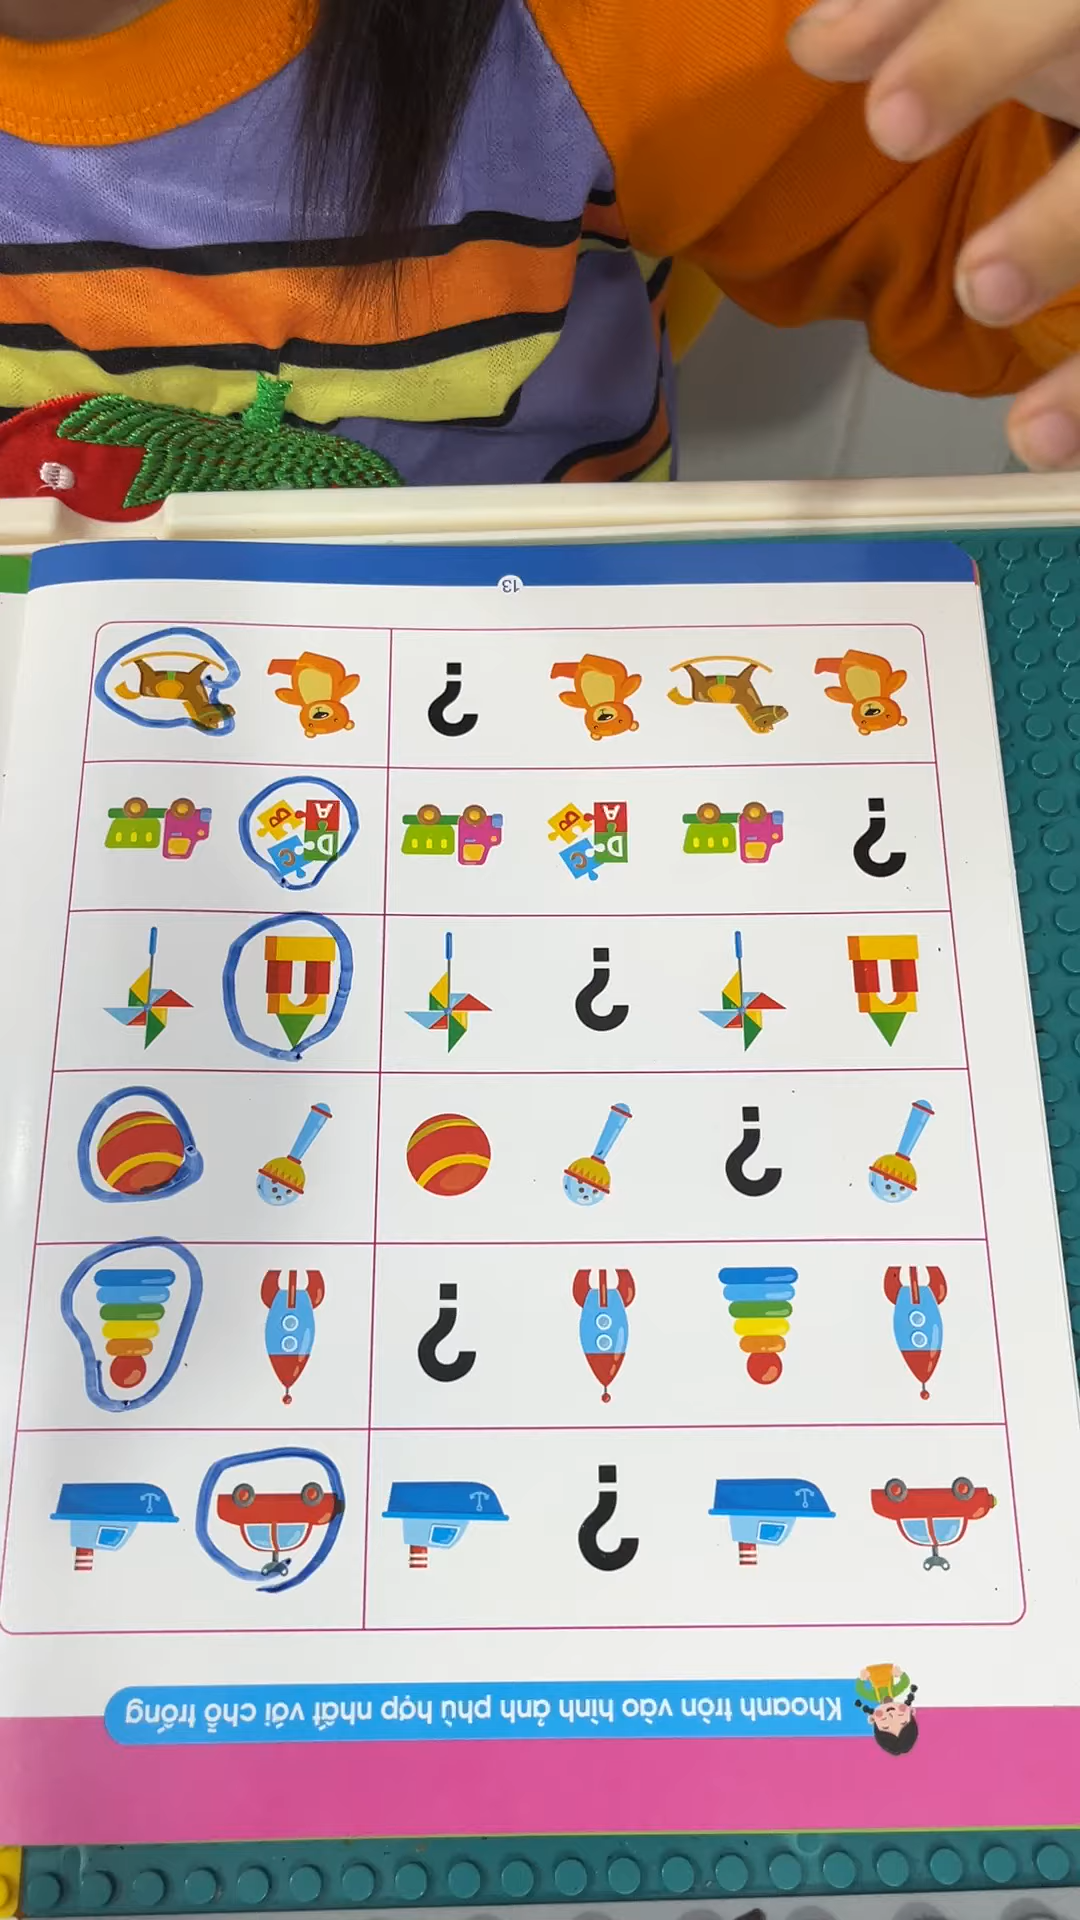 Khoanh tròn vào hình ảnh phù hợp nhất với chỗ trống
?
?
?
?
A
B
D
C
?
A
B
D
C
?
13